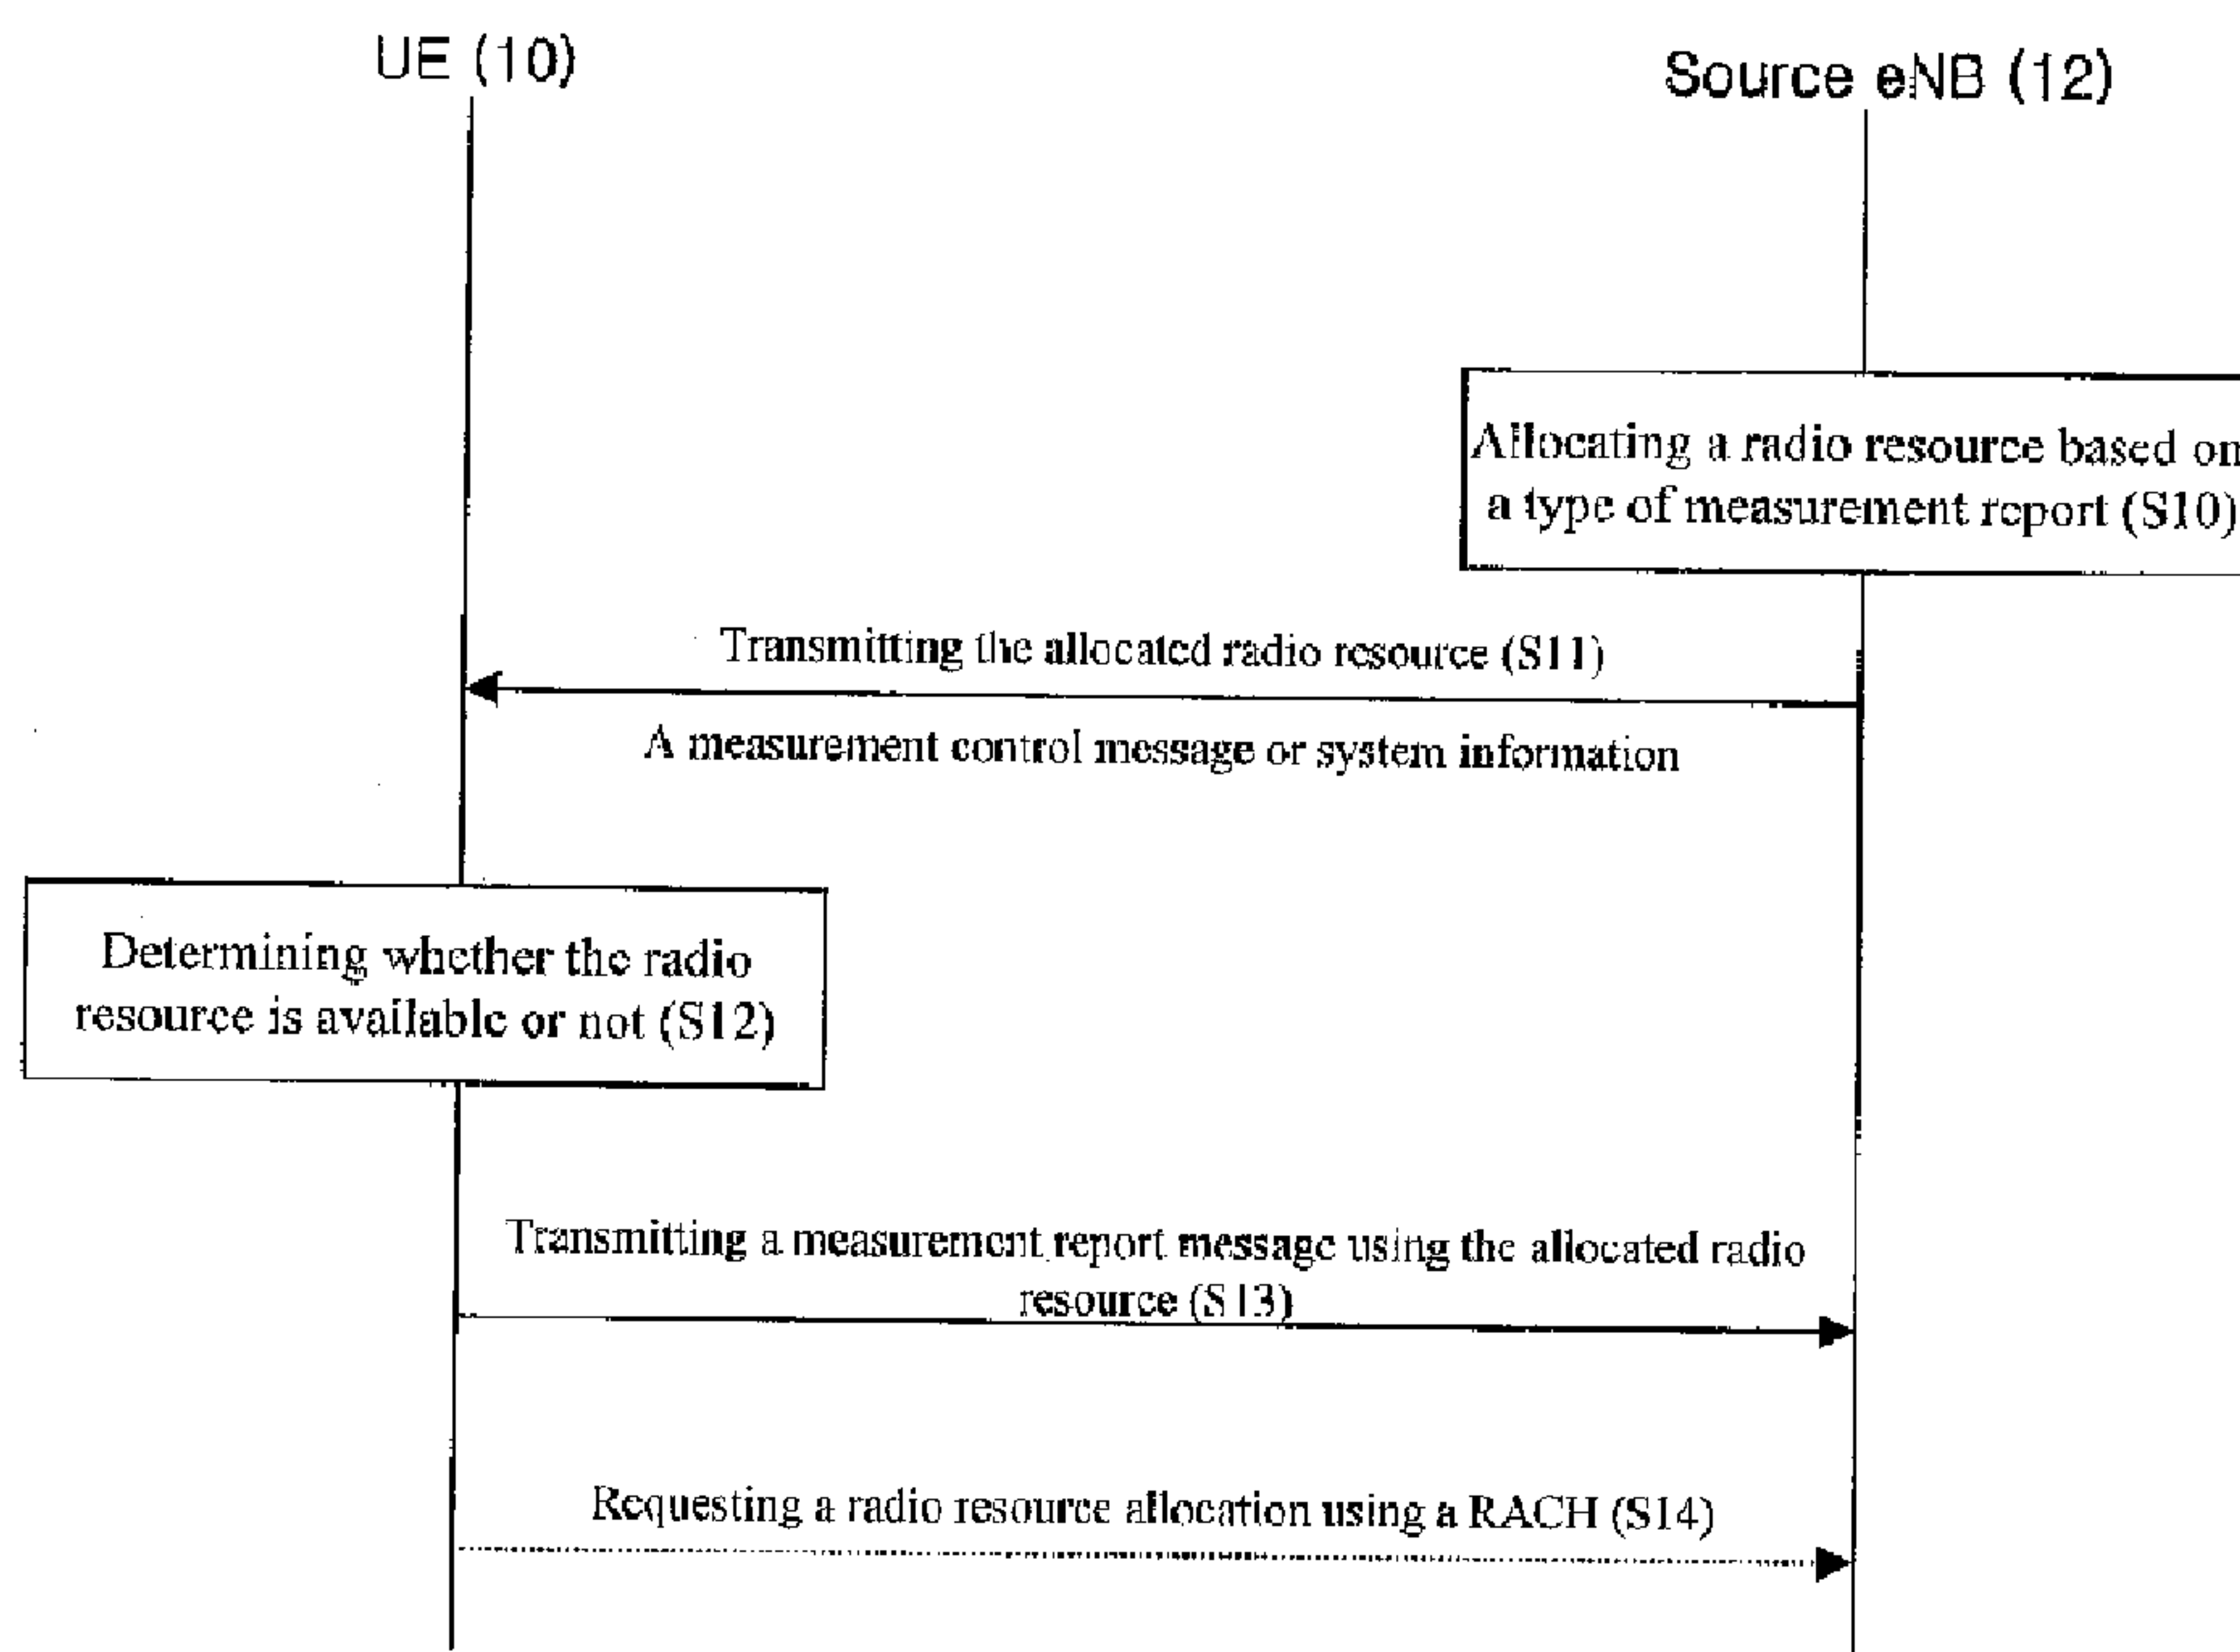 UE (10)
Source eNB (12)
Allocating a radio resource based on
a type of measurement report (S10)
Transmitting the allocated radio resource (S11)
A measurement control message or system information
Determining whether the radio
resource is available or not (S12)
Transmitting a measurement report message using the allocated radio
resource (S13)
Requesting a radio resource allocation using a RACH (S14)